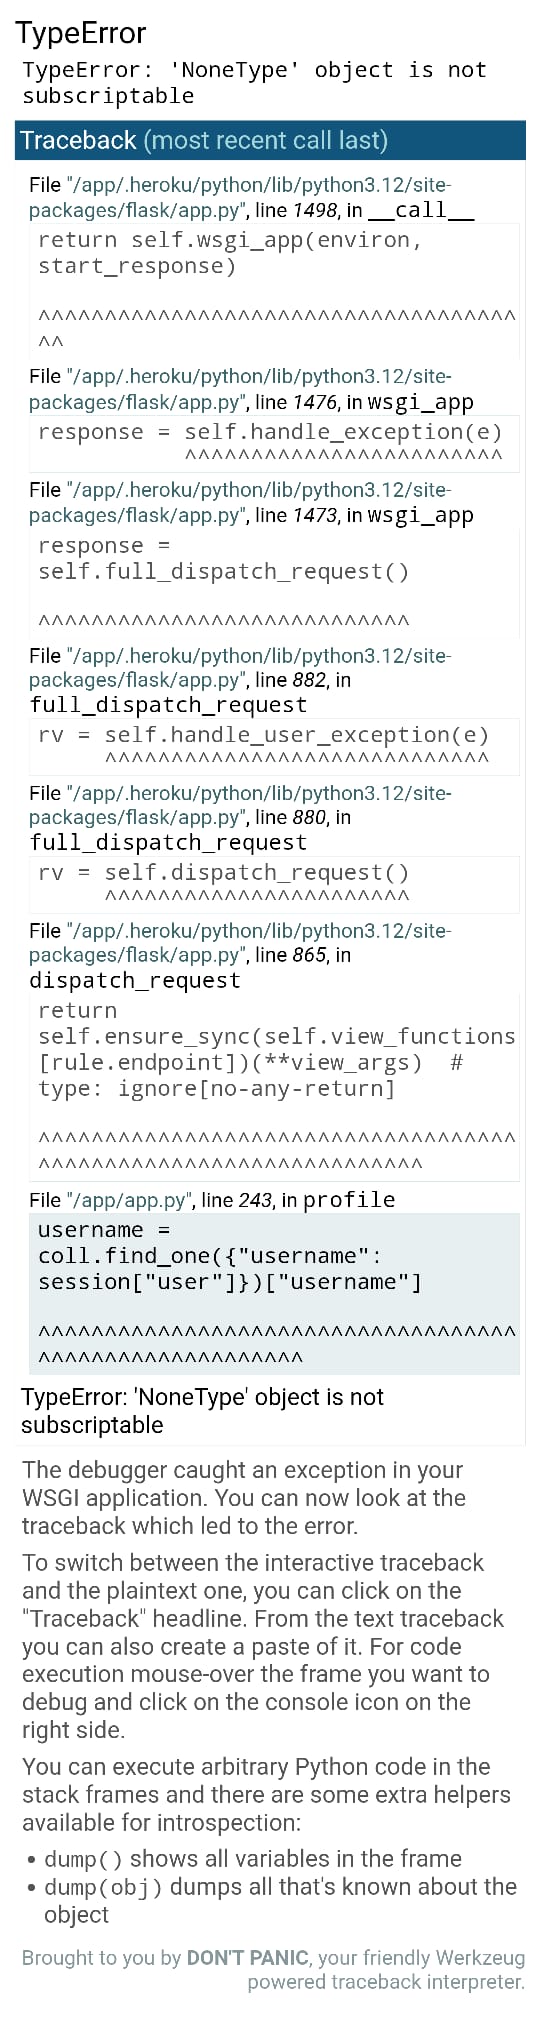 TypeError
TypeError: 'NoneType' object is not
subscriptable
Traceback (most recent call last)
File "/app/.heroku/python/lib/python3.12/site-
packages/flask/app.py", line 1498, in __call__
return self.wsgi_app(environ,
start_response)
^^^^^^^^^^^^^^^^^^^^^^^^^^^^^^^^^^^^
^^
File "/app/.heroku/python/lib/python3.12/site-
packages/flask/app.py", line 1476, in wsgi_app
response = self.handle_exception(e)
^^^^^^^^^^^^^^^^^^^^^^^^
File "/app/.heroku/python/lib/python3.12/site-
packages/flask/app.py", line 1473, in wsgi_app
response =
self.full_dispatch_request()
^^^^^^^^^^^^^^^^^^^^^^^^^^^^
File "/app/.heroku/python/lib/python3.12/site-
packages/flask/app.py", line 882, in
full_dispatch_request
rv = self.handle_user_exception(e)
^^^^^^^^^^^^^^^^^^^^^^^^^^^^^
File "/app/.heroku/python/lib/python3.12/site-
packages/flask/app.py", line 880, in
full_dispatch_request
rv = self.dispatch_request()
^^^^^^^^^^^^^^^^^^^^^^^
File "/app/.heroku/python/lib/python3.12/site-
packages/flask/app.py", line 865, in
dispatch_request
return
self.ensure_sync(self.view_functions
[rule.endpoint])(**view_args)  #
type: ignore[no-any-return]
^^^^^^^^^^^^^^^^^^^^^^^^^^^^^^^^^^^^
^^^^^^^^^^^^^^^^^^^^^^^^^^^^^
File "/app/app.py", line 243, in profile
username =
coll.find_one({"username":
session["user"]})["username"]
^^^^^^^^^^^^^^^^^^^^^^^^^^^^^^^^^^^^
^^^^^^^^^^^^^^^^^^^^
TypeError: 'NoneType' object is not
subscriptable
The debugger caught an exception in your
WSGI application. You can now look at the
traceback which led to the error.
To switch between the interactive traceback
and the plaintext one, you can click on the
"Traceback" headline. From the text traceback
you can also create a paste of it. For code
execution mouse-over the frame you want to
debug and click on the console icon on the
right side.
You can execute arbitrary Python code in the
stack frames and there are some extra helpers
available for introspection:
• dump() shows all variables in the frame
• dump(obj) dumps all that's known about the
object
Brought to you by DON'T PANIC, your friendly Werkzeug
powered traceback interpreter.